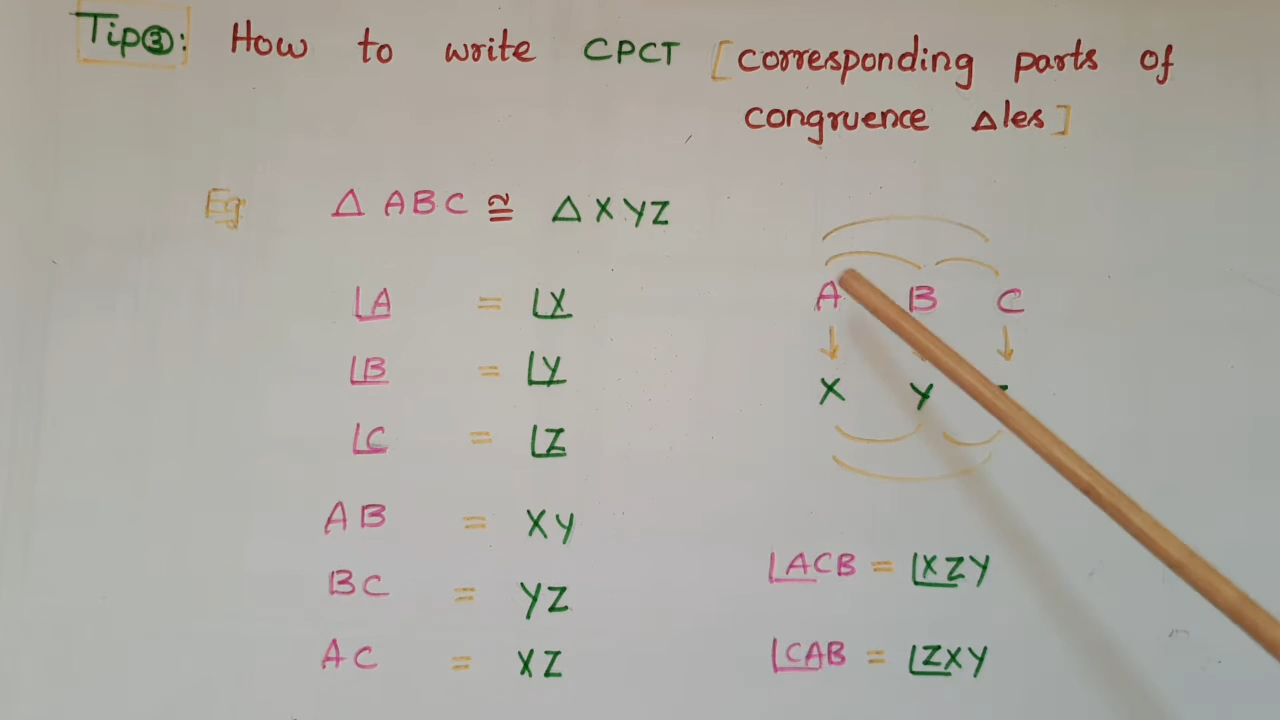 Tip③: How to write CPCT [corresponding parts of
congruence Δles]
Eg Δ ABC ≅ Δ XYZ
∠A = ∠X
∠B = ∠Y
∠C = ∠Z
AB = XY
BC = YZ
AC = XZ
A B C
X Y
∠ACB = ∠XZY
∠CAB = ∠ZXY